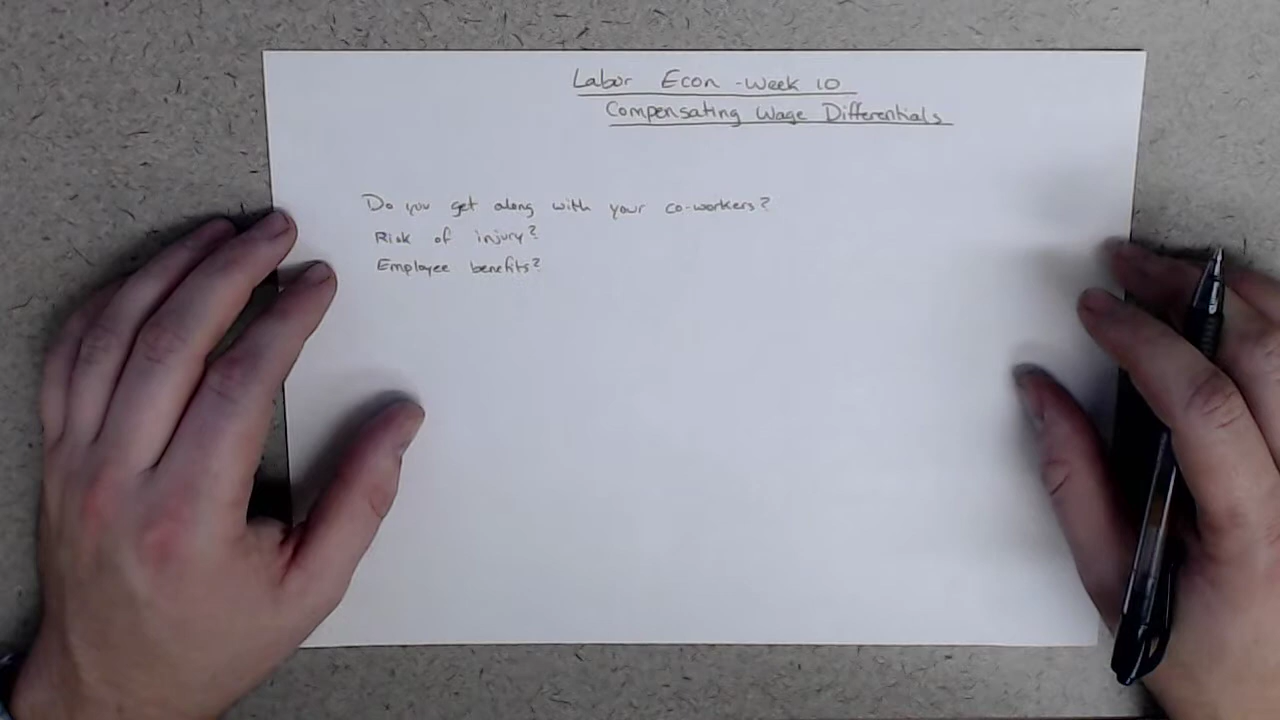 Labor Econ - Week 10
Compensating Wage Differentials
Do you get along with your co-workers?
Risk of injury?
Employee benefits?